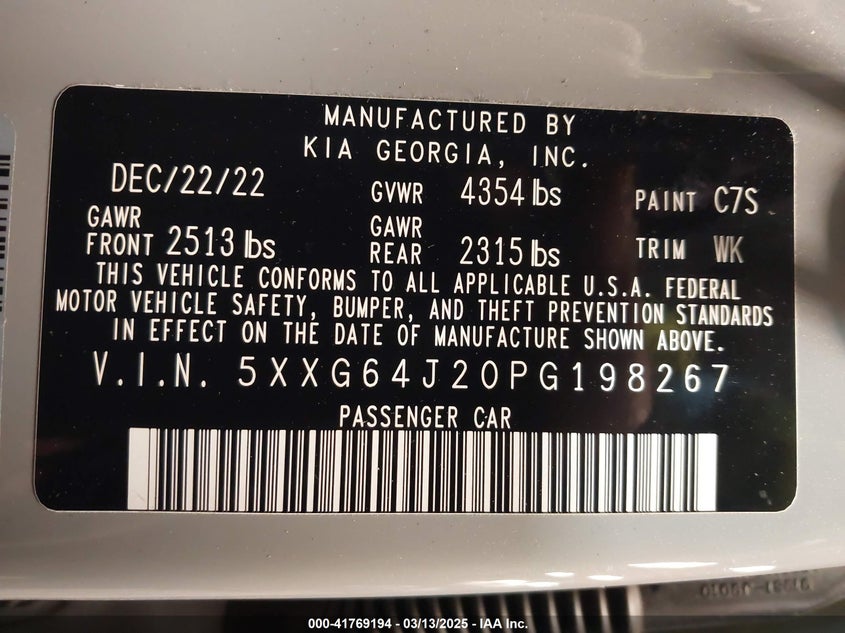 MANUFACTURED BY
KIA GEORGIA, INC.
DEC/22/22 GVWR 4354 lbs PAINT C7S
GAWR FRONT 2513 lbs GAWR REAR 2315 lbs TRIM WK
THIS VEHICLE CONFORMS TO ALL APPLICABLE U.S.A. FEDERAL
MOTOR VEHICLE SAFETY, BUMPER, AND THEFT PREVENTION STANDARDS
IN EFFECT ON THE DATE OF MANUFACTURE SHOWN ABOVE.
V.I.N. 5XXG64J20PG198267
PASSENGER CAR
000-41769194 - 03/13/2025 - IAA Inc.